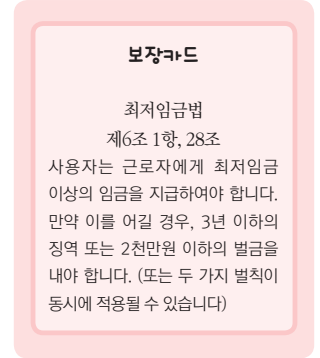 보장카드
최저임금법
제6조 1항, 28조
사용자는 근로자에게 최저임금
이상의 임금을 지급하여야 합니다.
만약 이를 어길 경우, 3년 이하의
징역 또는 2천만원 이하의 벌금을
내야 합니다. (또는 두 가지 벌칙이
동시에 적용될 수 있습니다)